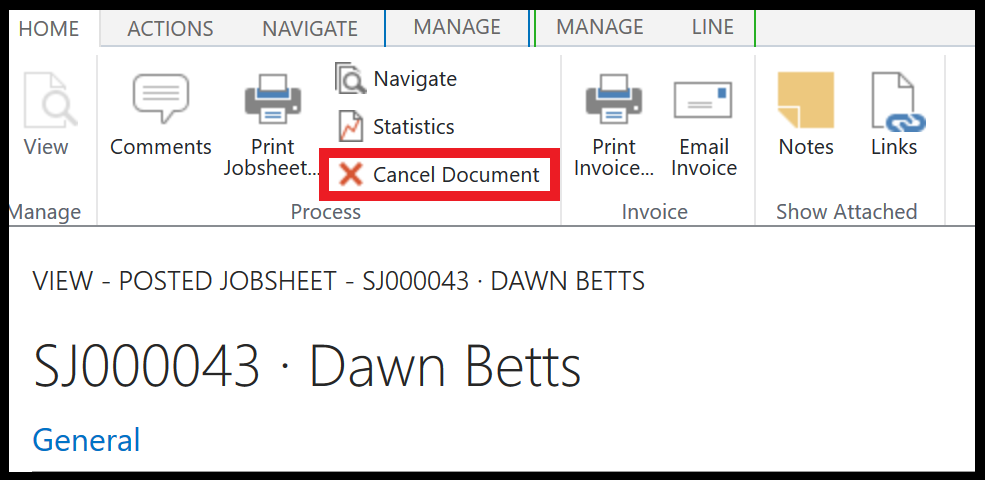 HOME ACTIONS NAVIGATE MANAGE MANAGE LINE
View
Comments
Print
Jobsheet...
Navigate
Statistics
Cancel Document
Print
Invoice...
Email
Invoice
Notes
Links
Manage
Process
Invoice
Show Attached
VIEW - POSTED JOBSHEET - SJ000043 · DAWN BETTS
SJ000043 · Dawn Betts
General